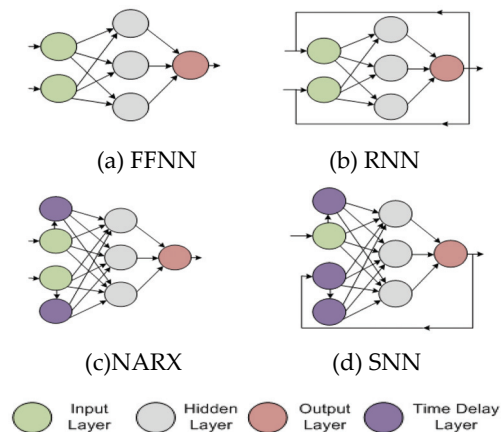 (a) FFNN
(b) RNN
(c)NARX
(d) SNN
Input Layer
Hidden Layer
Output Layer
Time Delay Layer